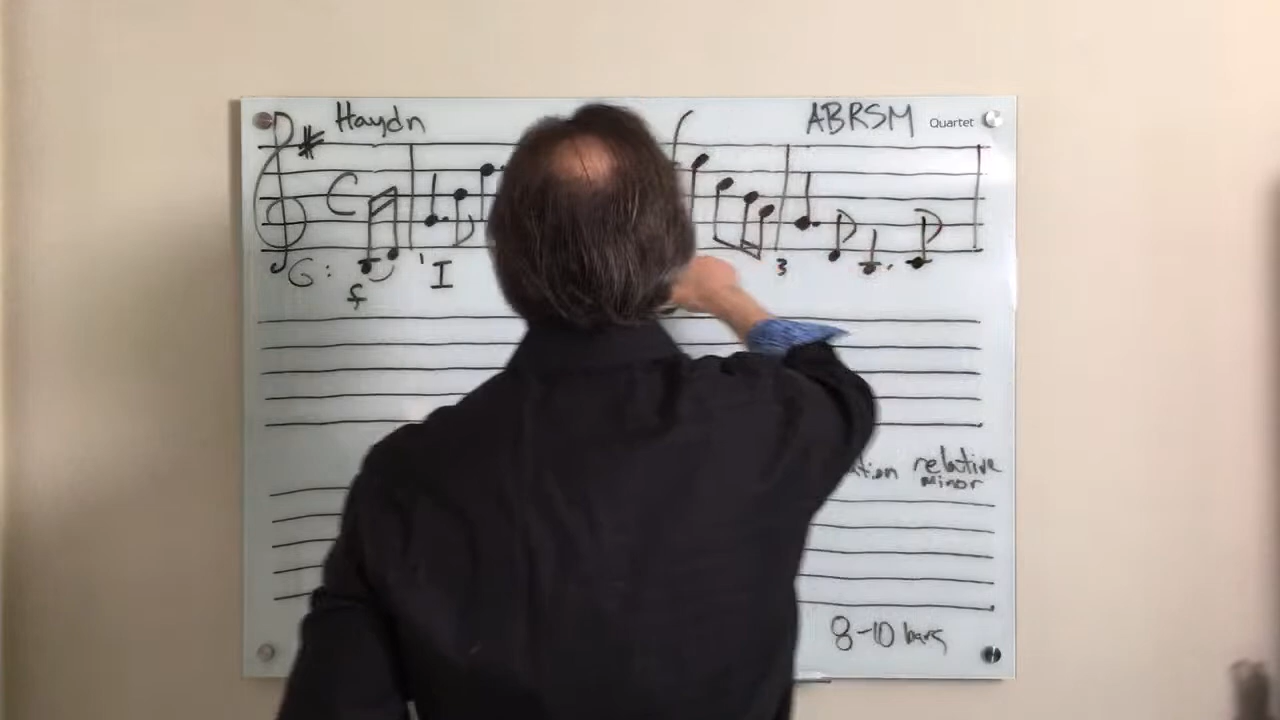 Haydn
ABRSM
Quartet
C
G:
f
'I
3
relative
minor
8-10 bars